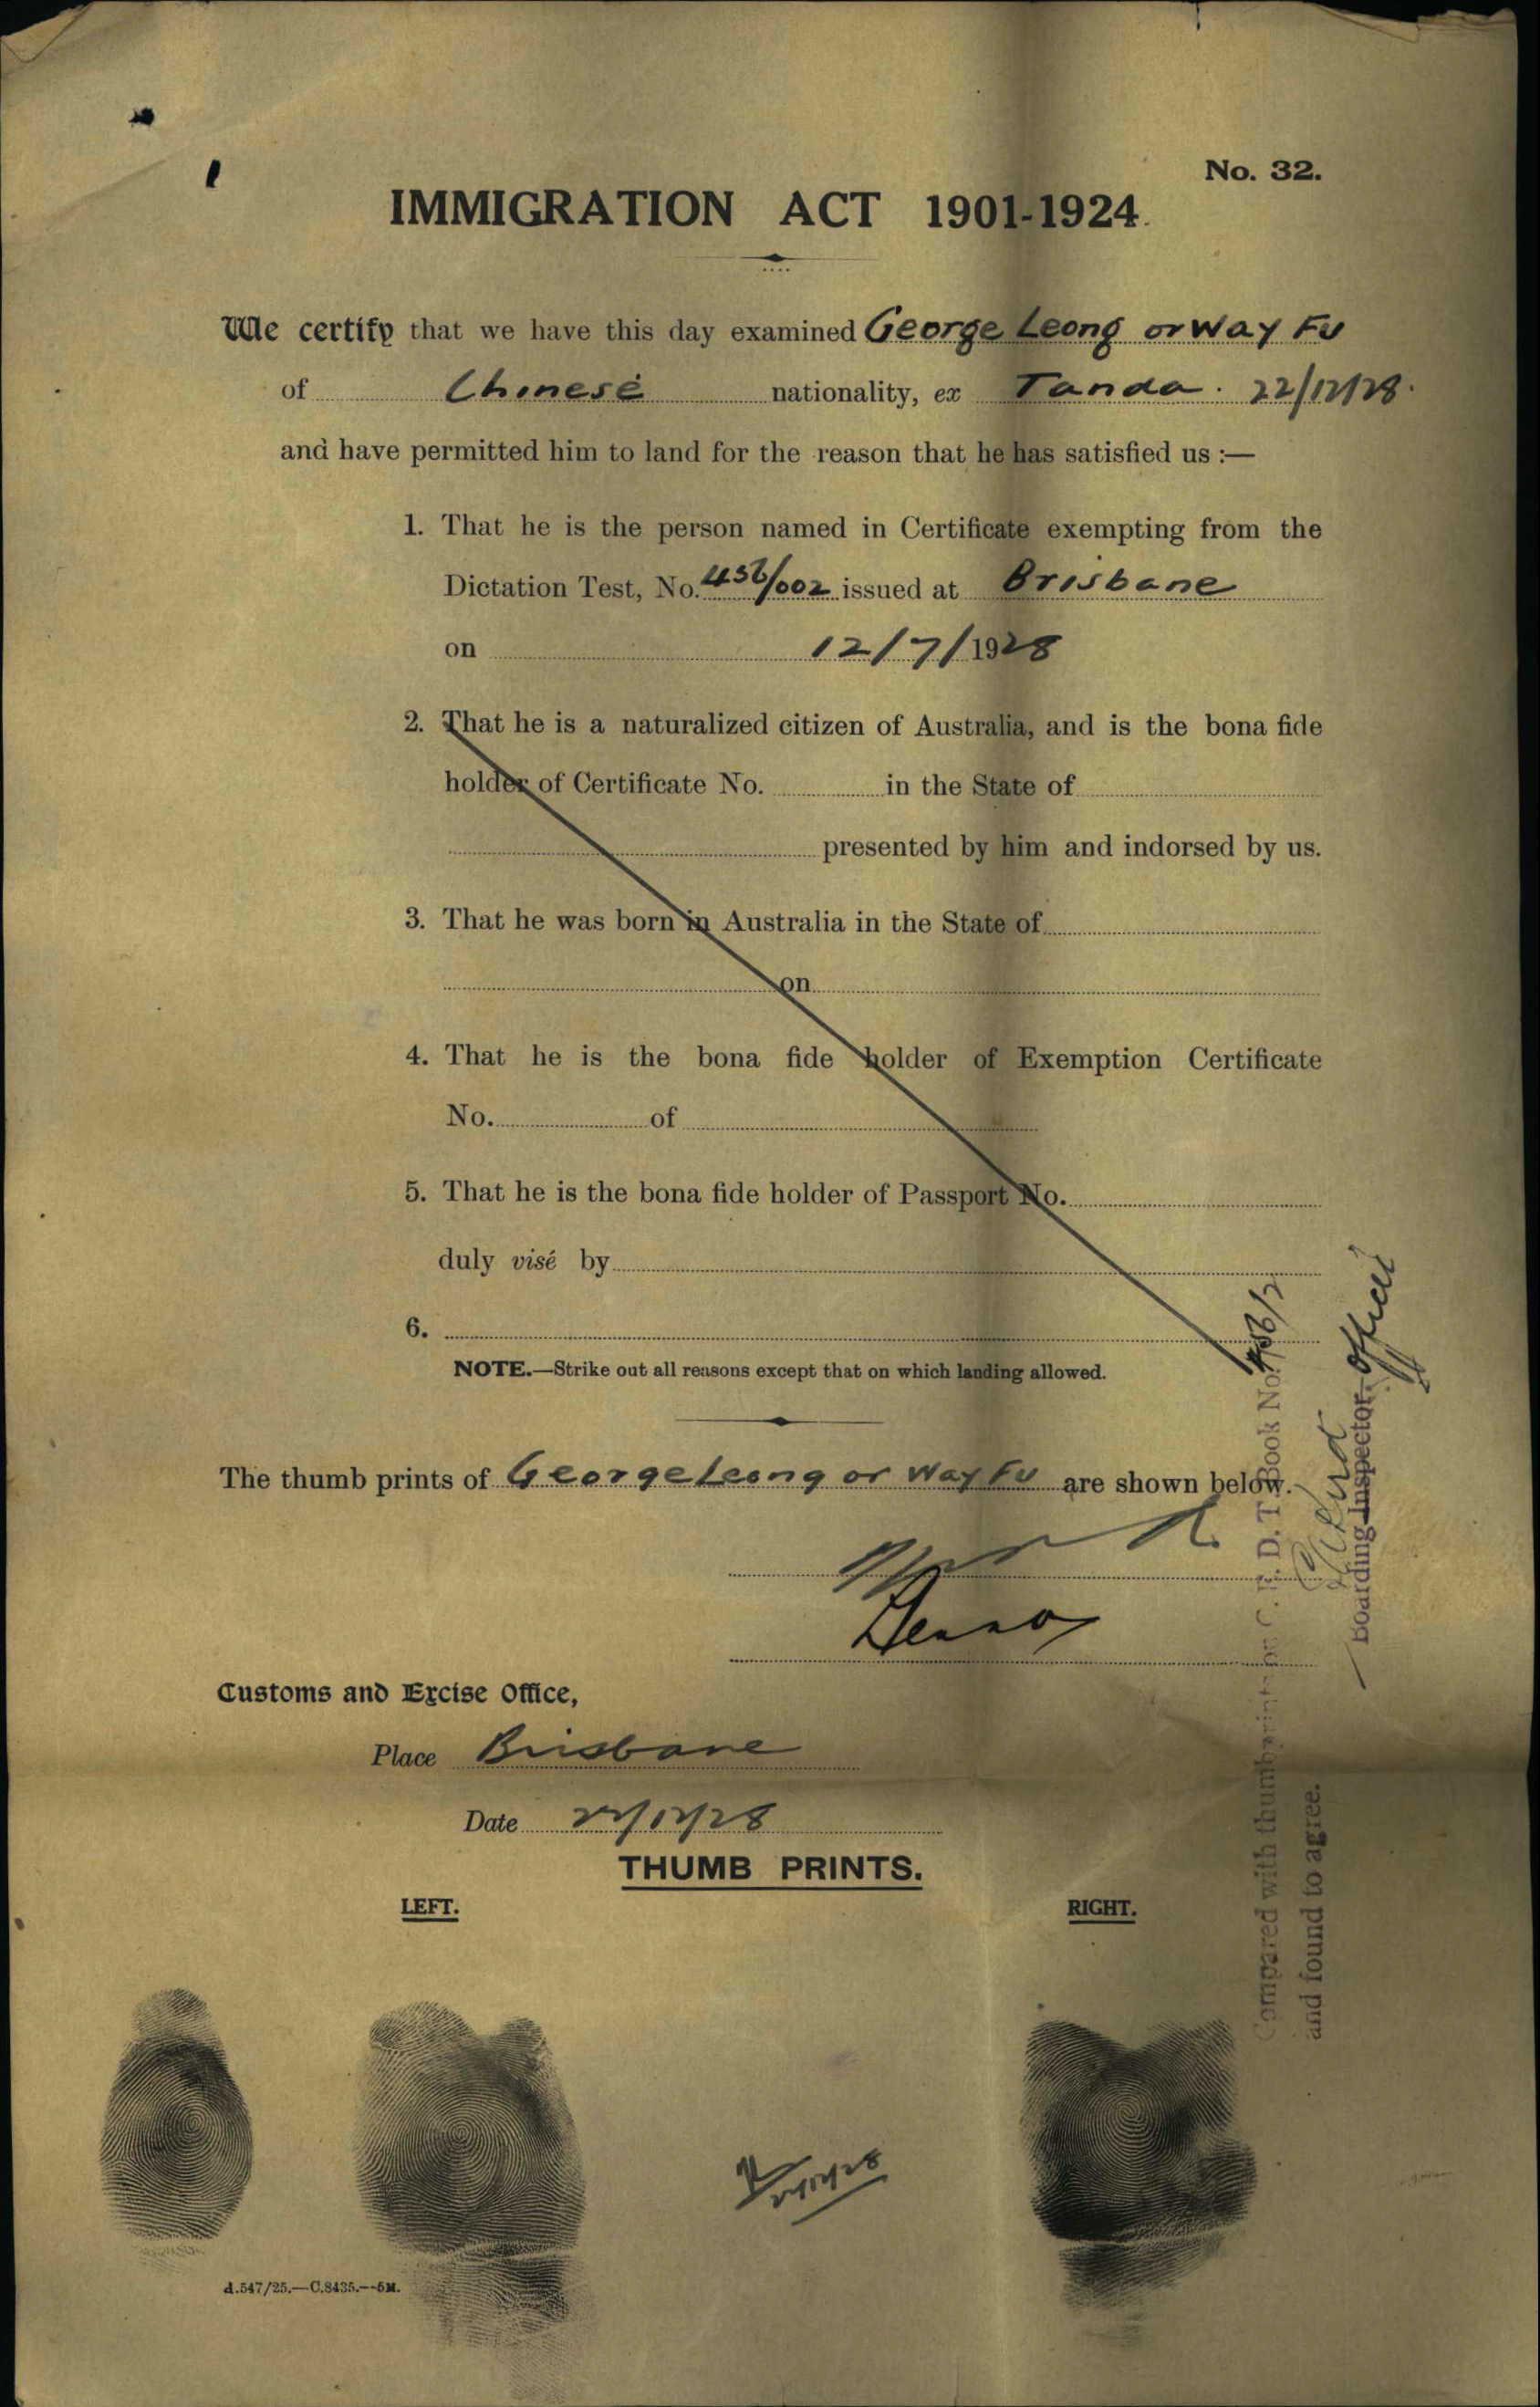 No. 32.
IMMIGRATION ACT 1901-1924.
We certify that we have this day examined George Leong or Way Fu
of Chinese nationality, ex Tanda. 22/12/28.
and have permitted him to land for the reason that he has satisfied us :—
1. That he is the person named in Certificate exempting from the
Dictation Test, No. 456/002 issued at Brisbane
on 12/7/1928
2. That he is a naturalized citizen of Australia, and is the bona fide
holder of Certificate No. in the State of
presented by him and indorsed by us.
3. That he was born in Australia in the State of
on
4. That he is the bona fide holder of Exemption Certificate
No. of
5. That he is the bona fide holder of Passport No.
duly visé by
6.
NOTE.—Strike out all reasons except that on which landing allowed.
The thumb prints of George Leong or Way Fu are shown below.
Customs and Excise Office,
Place Brisbane
Date 22/12/28
THUMB PRINTS.
LEFT. RIGHT.
A.547/25.—C.8435.—5M.
Compared with thumbprints on C.E.D.T. Book No. 456/2
and found to agree.
Boarding Inspector officer